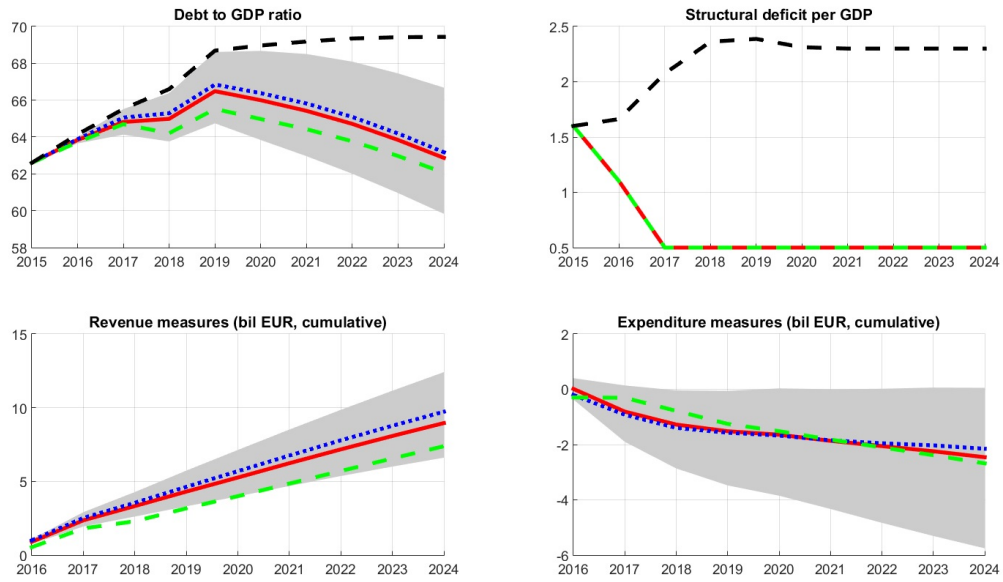 Debt to GDP ratio
70
68
66
64
62
60
58
2015 2016 2017 2018 2019 2020 2021 2022 2023 2024
Structural deficit per GDP
2.5
2
1.5
1
0.5
2015 2016 2017 2018 2019 2020 2021 2022 2023 2024
Revenue measures (bil EUR, cumulative)
15
10
5
0
2016 2017 2018 2019 2020 2021 2022 2023 2024
Expenditure measures (bil EUR, cumulative)
2
0
-2
-4
-6
2016 2017 2018 2019 2020 2021 2022 2023 2024